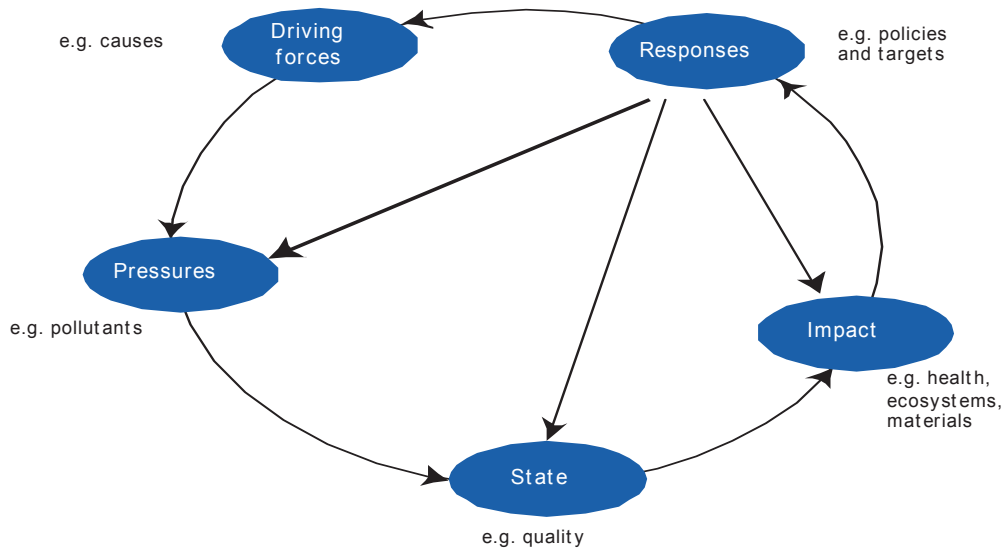 e.g. causes
Driving
forces
Responses
e.g. policies
and targets
Pressures
e.g. pollutants
Impact
e.g. health,
ecosystems,
materials
State
e.g. quality